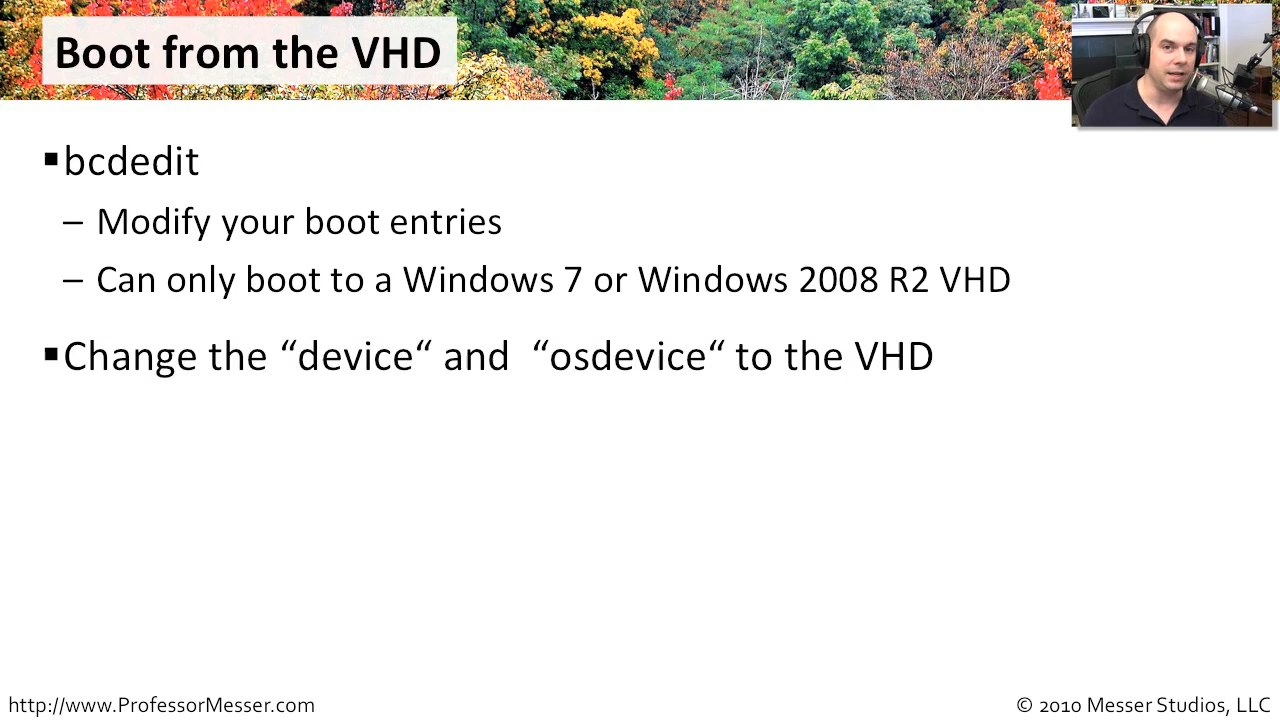 Boot from the VHD
▪bcdedit
– Modify your boot entries
– Can only boot to a Windows 7 or Windows 2008 R2 VHD
▪Change the “device“ and “osdevice“ to the VHD
http://www.ProfessorMesser.com
© 2010 Messer Studios, LLC